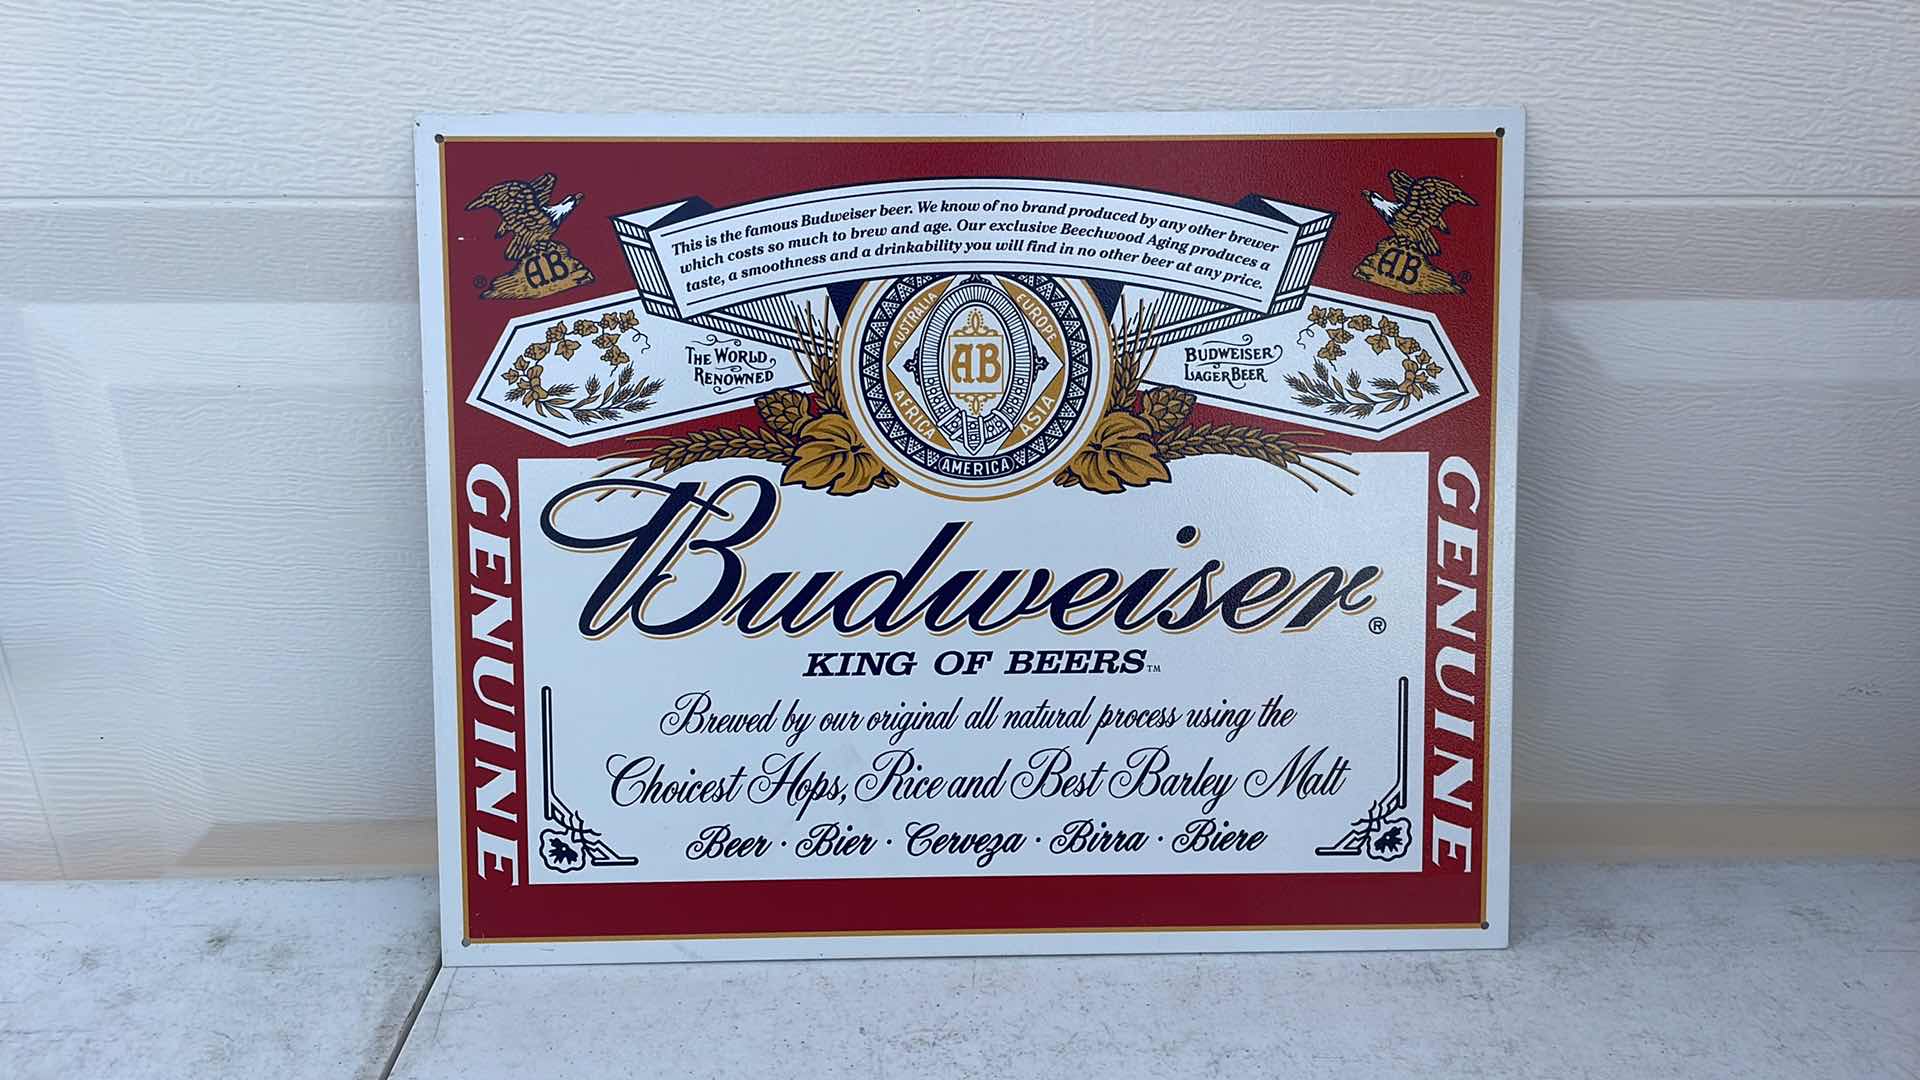 This is the famous Budweiser beer. We know of no brand produced by any other brewer
which costs so much to brew and age. Our exclusive Beechwood Aging produces a
taste, a smoothness and a drinkability you will find in no other beer at any price.
AB
®
AB
®
THE WORLD
RENOWNED
AUSTRALIA
EUROPE
AB
AFRICA
ASIA
AMERICA
BUDWEISER
LAGER BEER
GENUINE
Budweiser®
KING OF BEERS™
Brewed by our original all natural process using the
Choicest Hops, Rice and Best Barley Malt
Beer · Bier · Cerveza · Birra · Biere
GENUINE